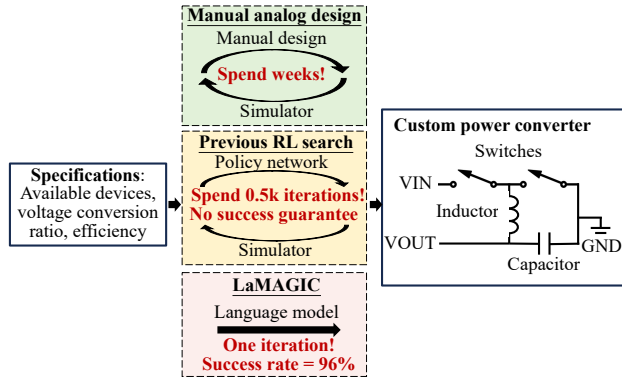 Manual analog design
Manual design
Spend weeks!
Simulator
Previous RL search
Policy network
Spend 0.5k iterations!
No success guarantee
Simulator
LaMAGIC
Language model
One iteration!
Success rate = 96%
Specifications:
Available devices,
voltage conversion
ratio, efficiency
Custom power converter
Switches
VIN
Inductor
VOUT
GND
Capacitor